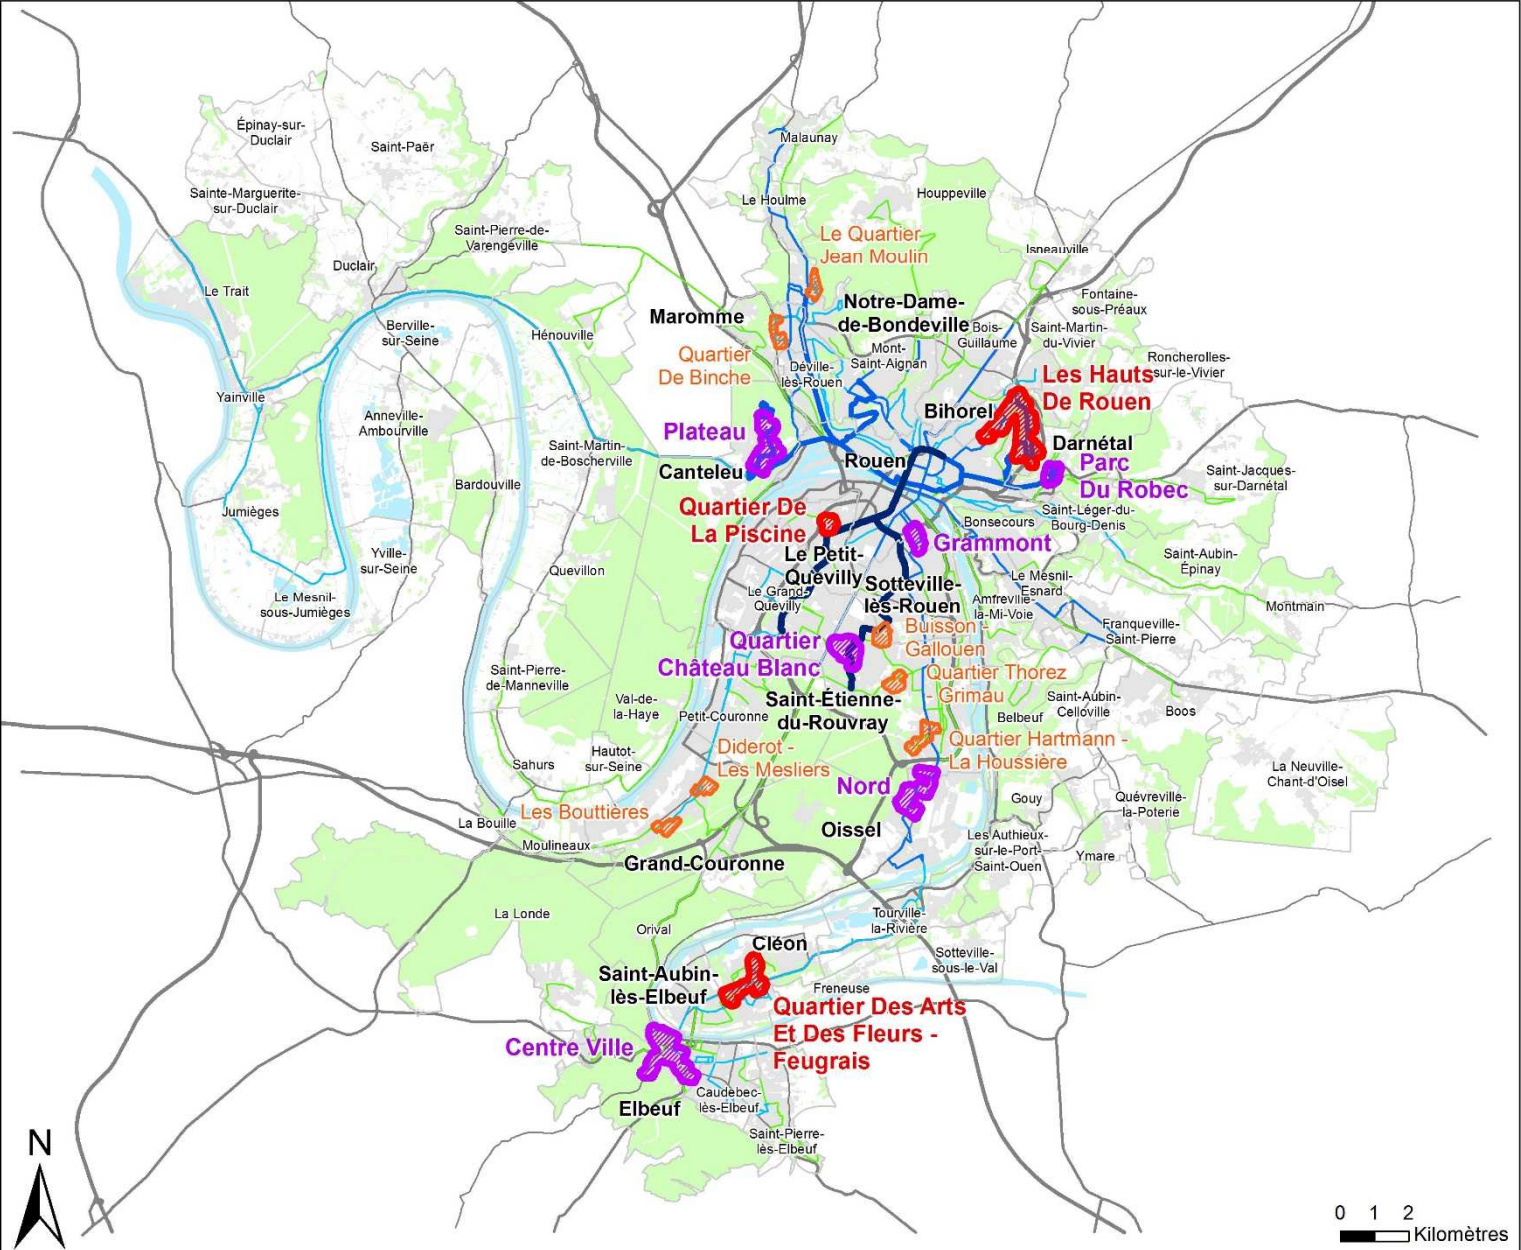 Malaunay
Épinay-sur-
Duclair
Saint-Paër
Sainte-Marguerite-
sur-Duclair
Le Houlme
Houppeville
Saint-Pierre-de-
Varengeville
Le Quartier
Jean Moulin
Isneauville
Duclair
Le Trait
Notre-Dame-
de-Bondeville
Fontaine-
sous-Préaux
Maromme
Berville-
sur-Seine
Hénouville
Bois-
Guillaume
Saint-Martin-
du-Vivier
Quartier
De Binche
Mont-
Saint-Aignan
Déville-
lès-Rouen
Roncherolles-
sur-le-Vivier
Les Hauts
De Rouen
Yainville
Anneville-
Ambourville
Bihorel
Plateau
Darnétal
Saint-Martin-
de-Boscherville
Canteleu
Rouen
Parc
Du Robec
Saint-Jacques-
sur-Darnétal
Bardouville
Jumièges
Quartier De
La Piscine
Saint-Léger-du-
Bourg-Denis
Bonsecours
Grammont
Yville-
sur-Seine
Quevillon
Le Petit-
Quevilly
Saint-Aubin-
Épinay
Le Mesnil-
sous-Jumièges
Le Grand-
Quevilly
Sotteville-
lès-Rouen
Le Mesnil-
Esnard
Amfreville-
la-Mi-Voie
Montmain
Franqueville-
Saint-Pierre
Quartier
Château Blanc
Buisson -
Gallouen
Saint-Pierre-
de-Manneville
Quartier Thorez
- Grimau
Val-de-
la-Haye
Petit-Couronne
Saint-Étienne-
du-Rouvray
Saint-Aubin-
Celloville
Belbeuf
Boos
Quartier Hartmann -
La Houssière
Diderot -
Les Mesliers
Hautot-
sur-Seine
Sahurs
Nord
La Neuville-
Chant-d'Oisel
Gouy
Quévreville-
la-Poterie
Les Bouttières
La Bouille
Moulineaux
Oissel
Les Authieux-
sur-le-Port-
Saint-Ouen
Ymare
Grand-Couronne
La Londe
Orival
Tourville-
la-Rivière
Cléon
Sotteville-
sous-le-Val
Saint-Aubin-
lès-Elbeuf
Freneuse
Quartier Des Arts
Et Des Fleurs -
Feugrais
Centre Ville
Elbeuf
Caudebec-
lès-Elbeuf
Saint-Pierre-
lès-Elbeuf
N
0 1 2
Kilomètres